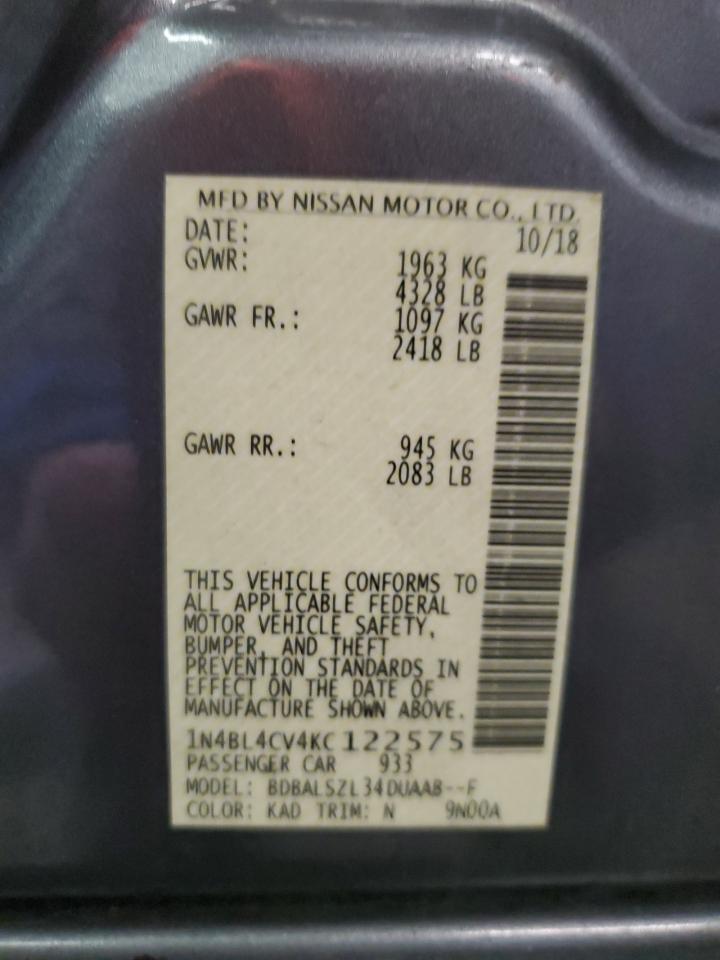 MFD BY NISSAN MOTOR CO., LTD.
DATE: 10/18
GVWR: 1963 KG
4328 LB
GAWR FR.: 1097 KG
2418 LB
GAWR RR.: 945 KG
2083 LB
THIS VEHICLE CONFORMS TO
ALL APPLICABLE FEDERAL
MOTOR VEHICLE SAFETY,
BUMPER, AND THEFT
PREVENTION STANDARDS IN
EFFECT ON THE DATE OF
MANUFACTURE SHOWN ABOVE.
1N4BL4CV4KC122575
PASSENGER CAR 933
MODEL: BDBALSZL34DUAAB--F
COLOR: KAD TRIM: N 9N00A